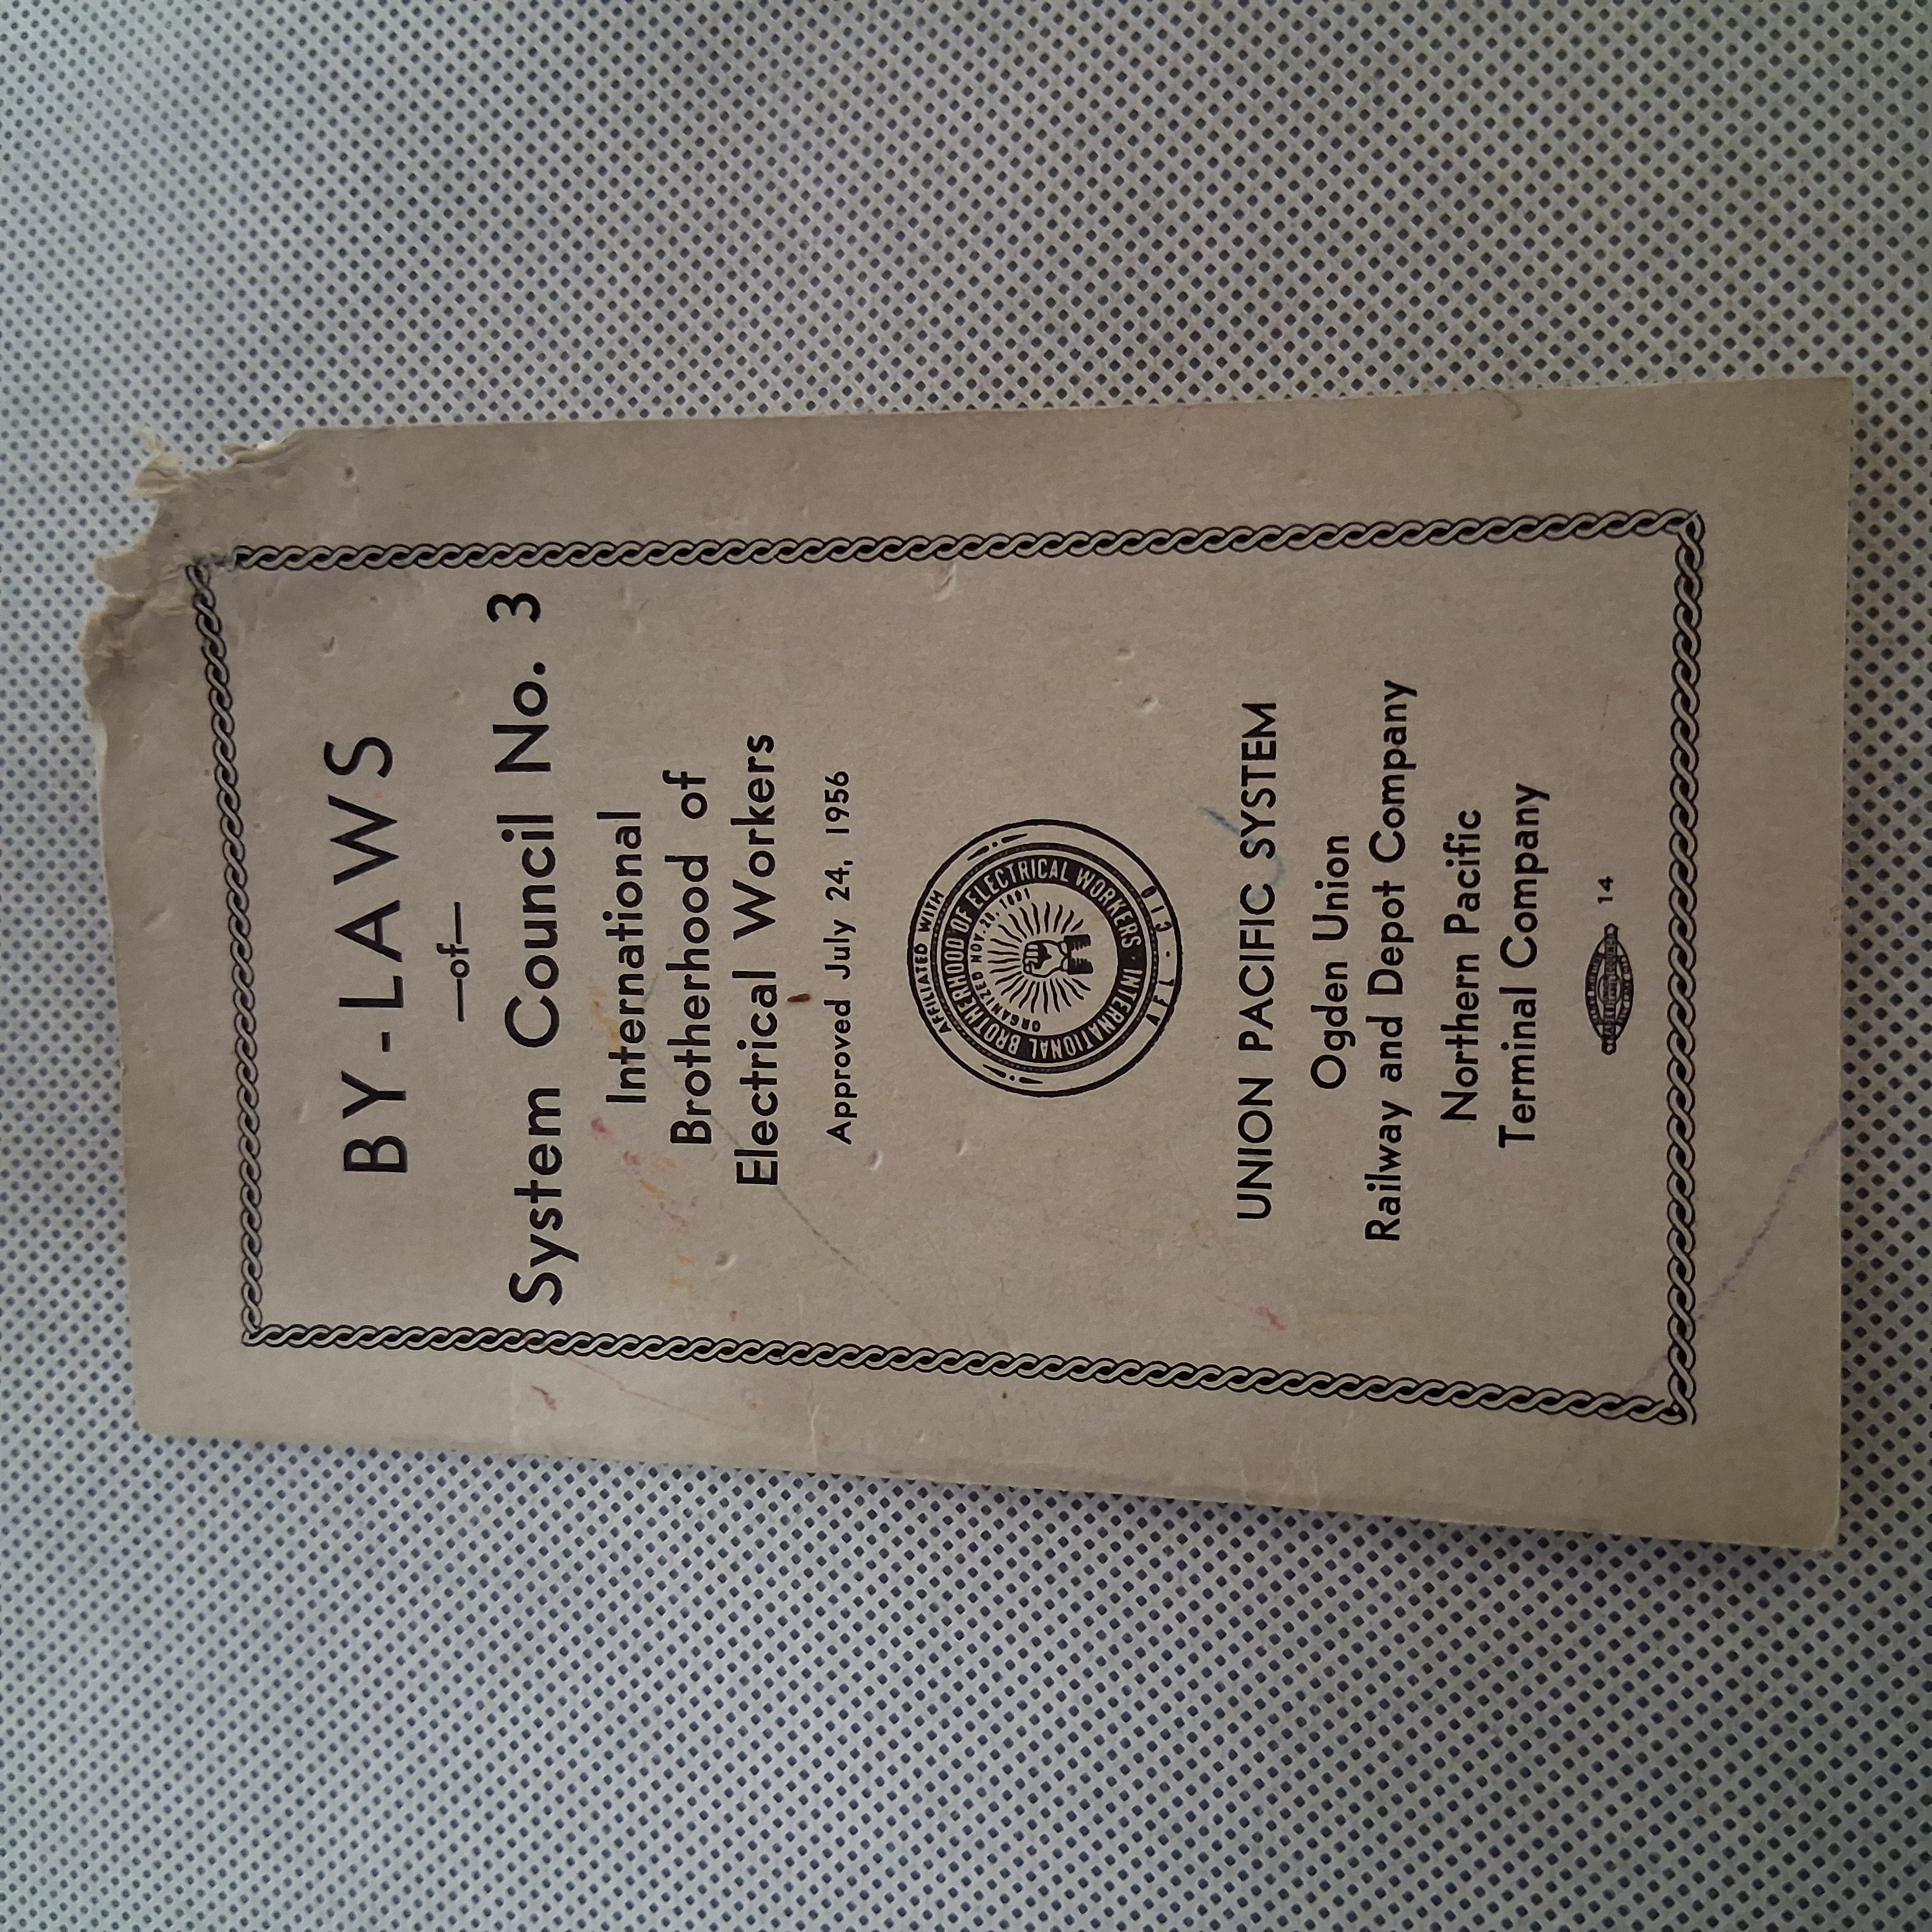 BY-LAWS
—of—
System Council No. 3
International
Brotherhood of
Electrical Workers
Approved July 24, 1956
AFFILIATED WITH
AFL-CIO
INTERNATIONAL BROTHERHOOD OF ELECTRICAL WORKERS
ORGANIZED NOV. 28, 1891
UNION PACIFIC SYSTEM
Ogden Union
Railway and Depot Company
Northern Pacific
Terminal Company
14